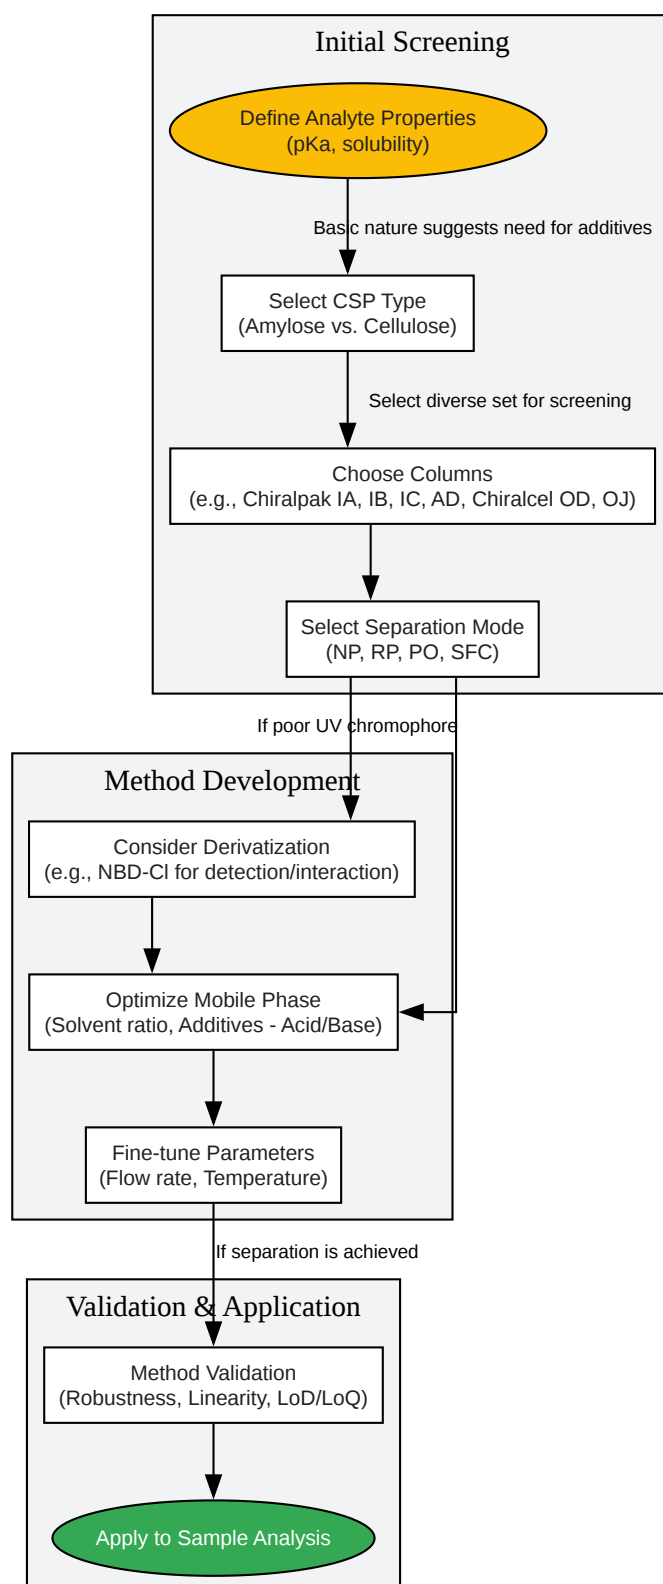 Initial Screening
Define Analyte Properties
(pKa, solubility)
Basic nature suggests need for additives
Select CSP Type
(Amylose vs. Cellulose)
Select diverse set for screening
Choose Columns
(e.g., Chiralpak IA, IB, IC, AD, Chiralcel OD, OJ)
Select Separation Mode
(NP, RP, PO, SFC)
If poor UV chromophore
Method Development
Consider Derivatization
(e.g., NBD-Cl for detection/interaction)
Optimize Mobile Phase
(Solvent ratio, Additives - Acid/Base)
Fine-tune Parameters
(Flow rate, Temperature)
If separation is achieved
Validation & Application
Method Validation
(Robustness, Linearity, LoD/LoQ)
Apply to Sample Analysis